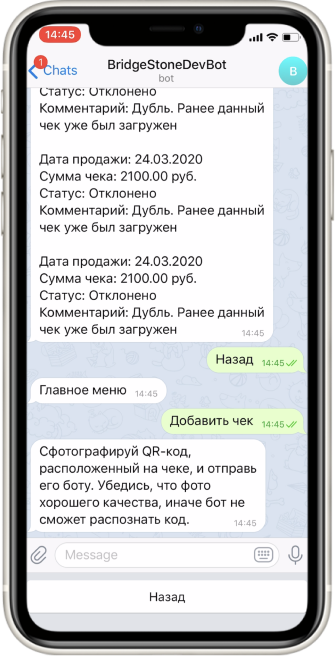 14:45
1
Chats
BridgeStoneDevBot
bot
B
Статус: Отклонено
Комментарий: Дубль. Ранее данный
чек уже был загружен
Дата продажи: 24.03.2020
Сумма чека: 2100.00 руб.
Статус: Отклонено
Комментарий: Дубль. Ранее данный
чек уже был загружен
Дата продажи: 24.03.2020
Сумма чека: 2100.00 руб.
Статус: Отклонено
Комментарий: Дубль. Ранее данный
чек уже был загружен
14:45
Назад 14:45
Главное меню 14:45
Добавить чек 14:45
Сфотографируй QR-код,
расположенный на чеке, и отправь
его боту. Убедись, что фото
хорошего качества, иначе бот не
сможет распознать код. 14:45
Message
Назад